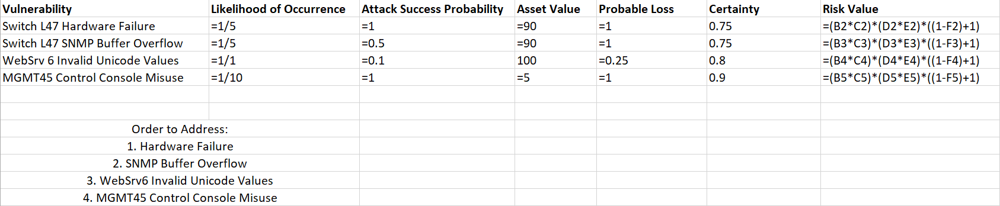 Vulnerability Likelihood of Occurrence Attack Success Probability Asset Value Probable Loss Certainty Risk Value
Switch L47 Hardware Failure =1/5 =1 =90 =1 0.75 =(B2*C2)*(D2*E2)*((1-F2)+1)
Switch L47 SNMP Buffer Overflow =1/5 =0.5 =90 =1 0.75 =(B3*C3)*(D3*E3)*((1-F3)+1)
WebSrv 6 Invalid Unicode Values =1/1 =0.1 100 =0.25 0.8 =(B4*C4)*(D4*E4)*((1-F4)+1)
MGMT45 Control Console Misuse =1/10 =1 =5 =1 0.9 =(B5*C5)*(D5*E5)*((1-F5)+1)
Order to Address:
1. Hardware Failure
2. SNMP Buffer Overflow
3. WebSrv6 Invalid Unicode Values
4. MGMT45 Control Console Misuse